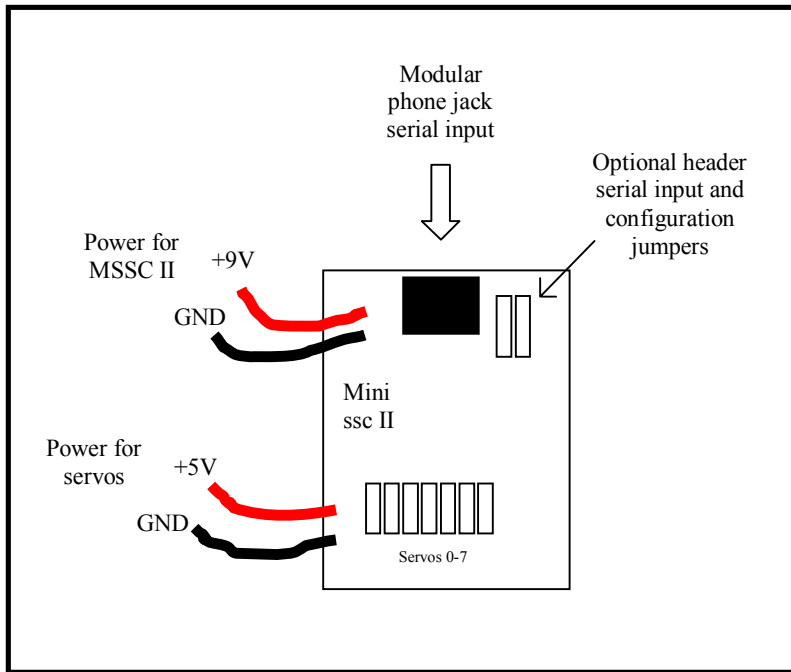 Modular
phone jack
serial input
Optional header
serial input and
configuration
jumpers
Power for
MSSC II
+9V
GND
Mini
ssc II
Power for
servos
+5V
GND
Servos 0-7